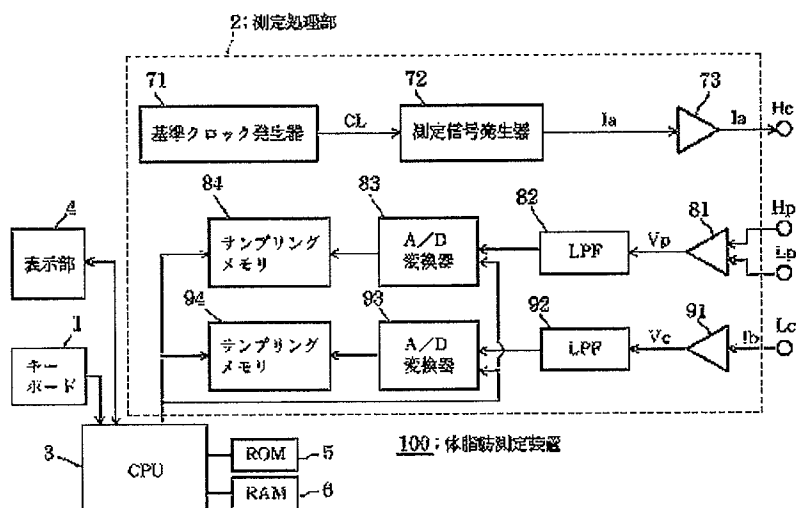 2;測定処理部
71
72
73
Hc
基準クロック発生器
CL
測定信号発生器
Ia
Ia
84
83
82
81
Hp
4
表示部
サンプリング
メモリ
A/D
変換器
LPF
Vp
Lp
94
93
92
91
Lc
1
キー
ボード
サンプリング
メモリ
A/D
変換器
LPF
Vc
Ib
3
CPU
ROM
5
RAM
6
100;体脂肪測定装置